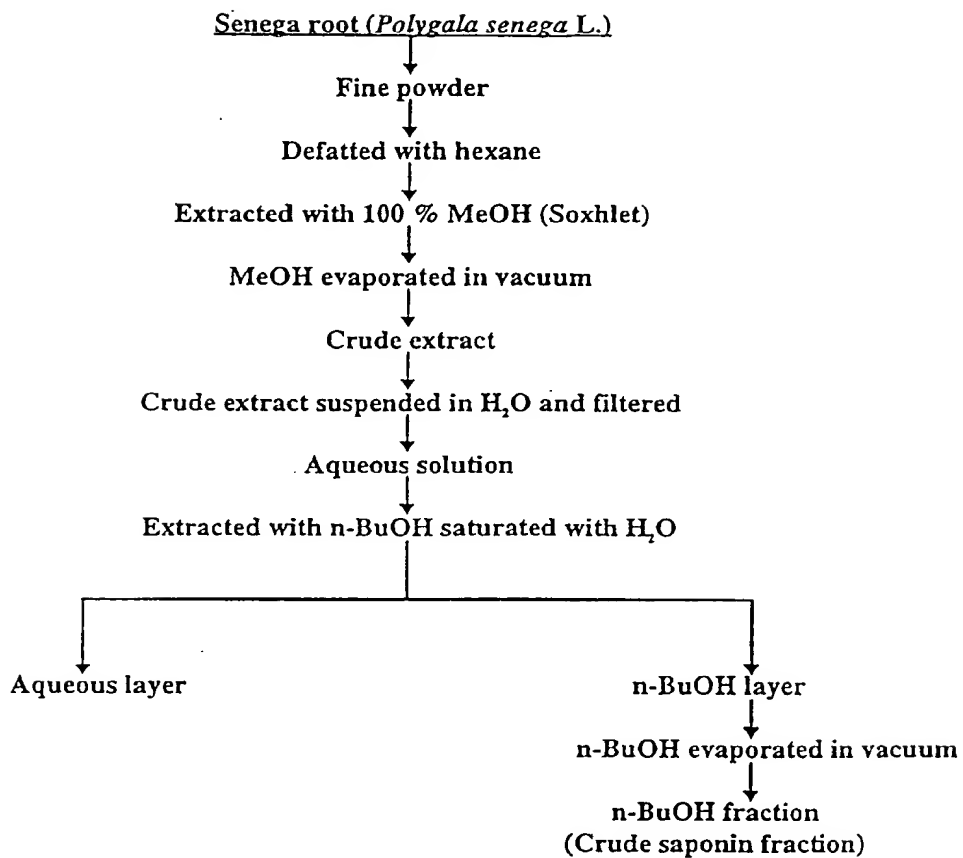 Senega root (Polygala senega L.)
Fine powder
Defatted with hexane
Extracted with 100 % MeOH (Soxhlet)
MeOH evaporated in vacuum
Crude extract
Crude extract suspended in H₂O and filtered
Aqueous solution
Extracted with n-BuOH saturated with H₂O
Aqueous layer
n-BuOH layer
n-BuOH evaporated in vacuum
n-BuOH fraction
(Crude saponin fraction)